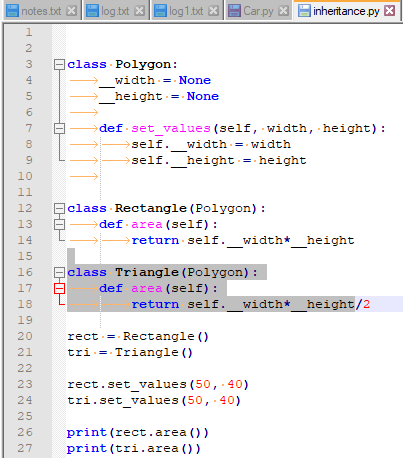 notes.txt log.txt log1.txt Car.py inheritance.py
1
2
3 class Polygon:
4 __width = None
5 __height = None
6
7 def set_values(self, width, height):
8 self.__width = width
9 self.__height = height
10
11
12 class Rectangle(Polygon):
13 def area(self):
14 return self.__width*__height
15
16 class Triangle(Polygon):
17 def area(self):
18 return self.__width*__height/2
19
20 rect = Rectangle()
21 tri = Triangle()
22
23 rect.set_values(50, 40)
24 tri.set_values(50, 40)
25
26 print(rect.area())
27 print(tri.area())